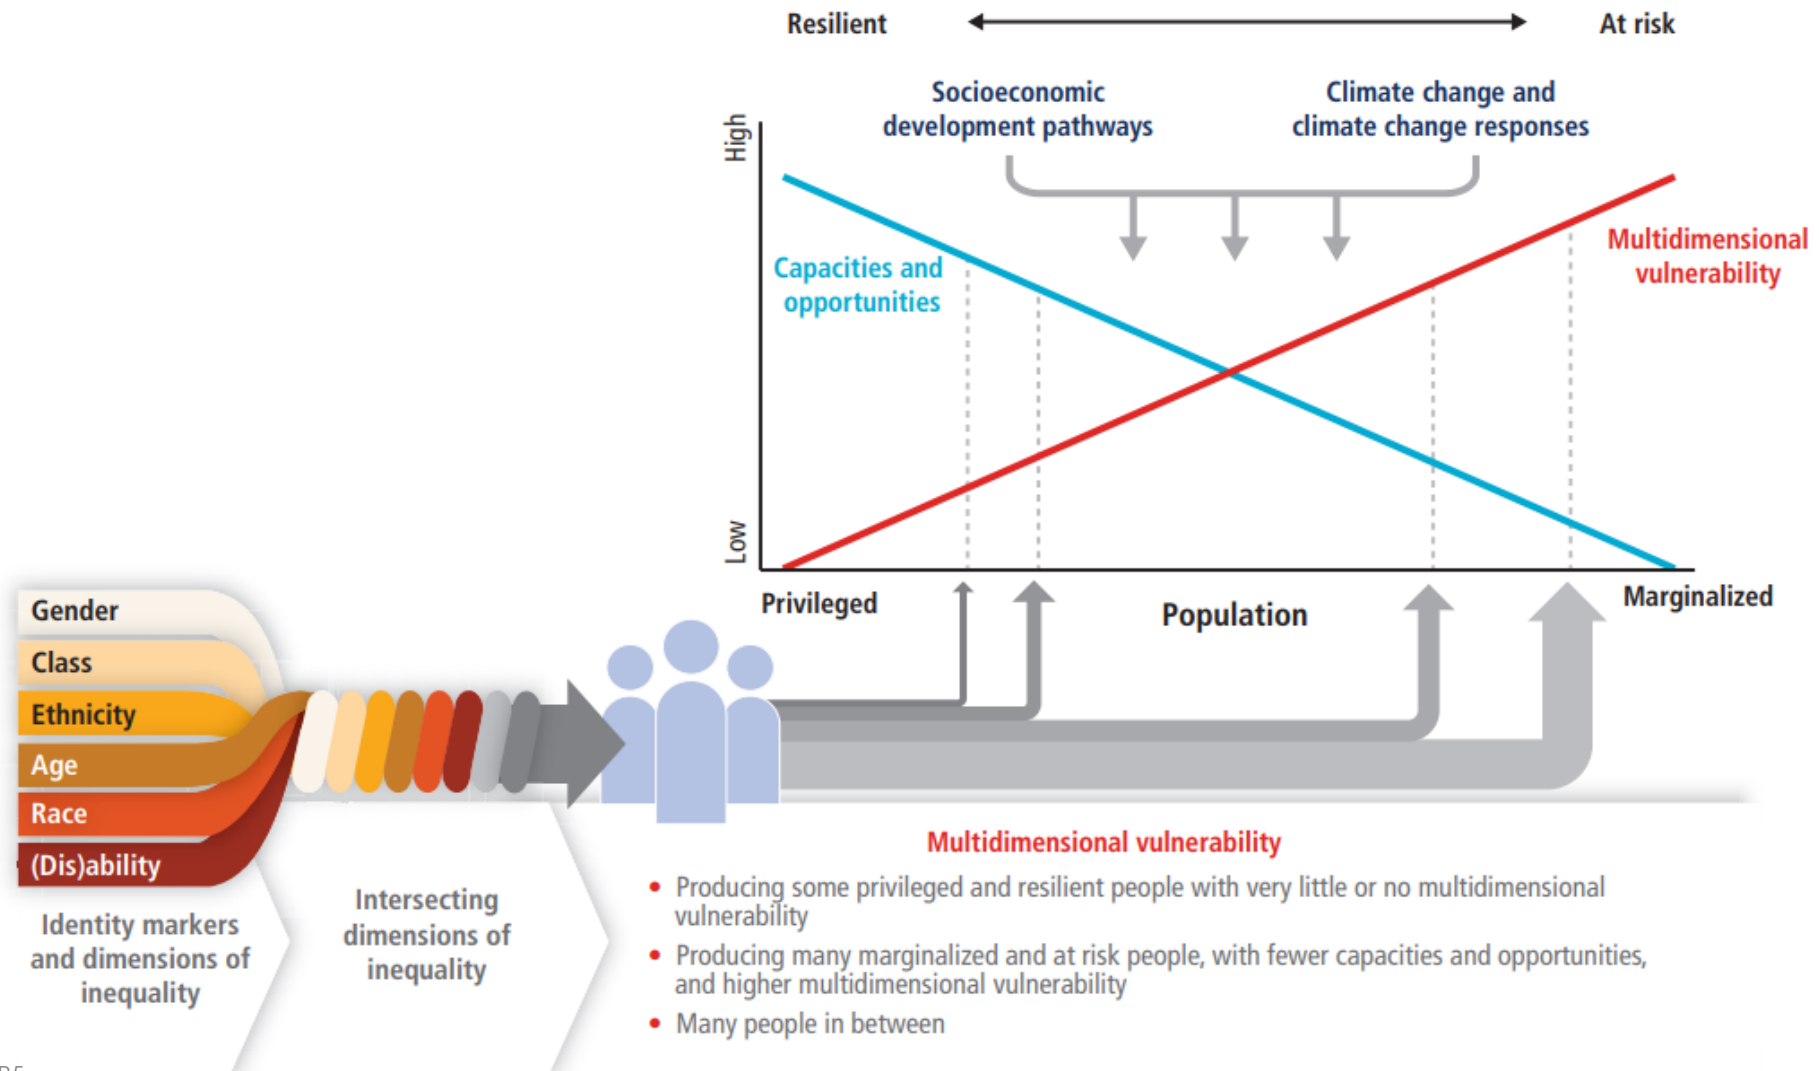 Resilient
At risk
Socioeconomic
development pathways
Climate change and
climate change responses
High
Capacities and
opportunities
Multidimensional
vulnerability
Low
Privileged
Population
Marginalized
Gender
Class
Ethnicity
Age
Race
(Dis)ability
Identity markers
and dimensions of
inequality
Intersecting
dimensions of
inequality
Multidimensional vulnerability
• Producing some privileged and resilient people with very little or no multidimensional
vulnerability
• Producing many marginalized and at risk people, with fewer capacities and opportunities,
and higher multidimensional vulnerability
• Many people in between